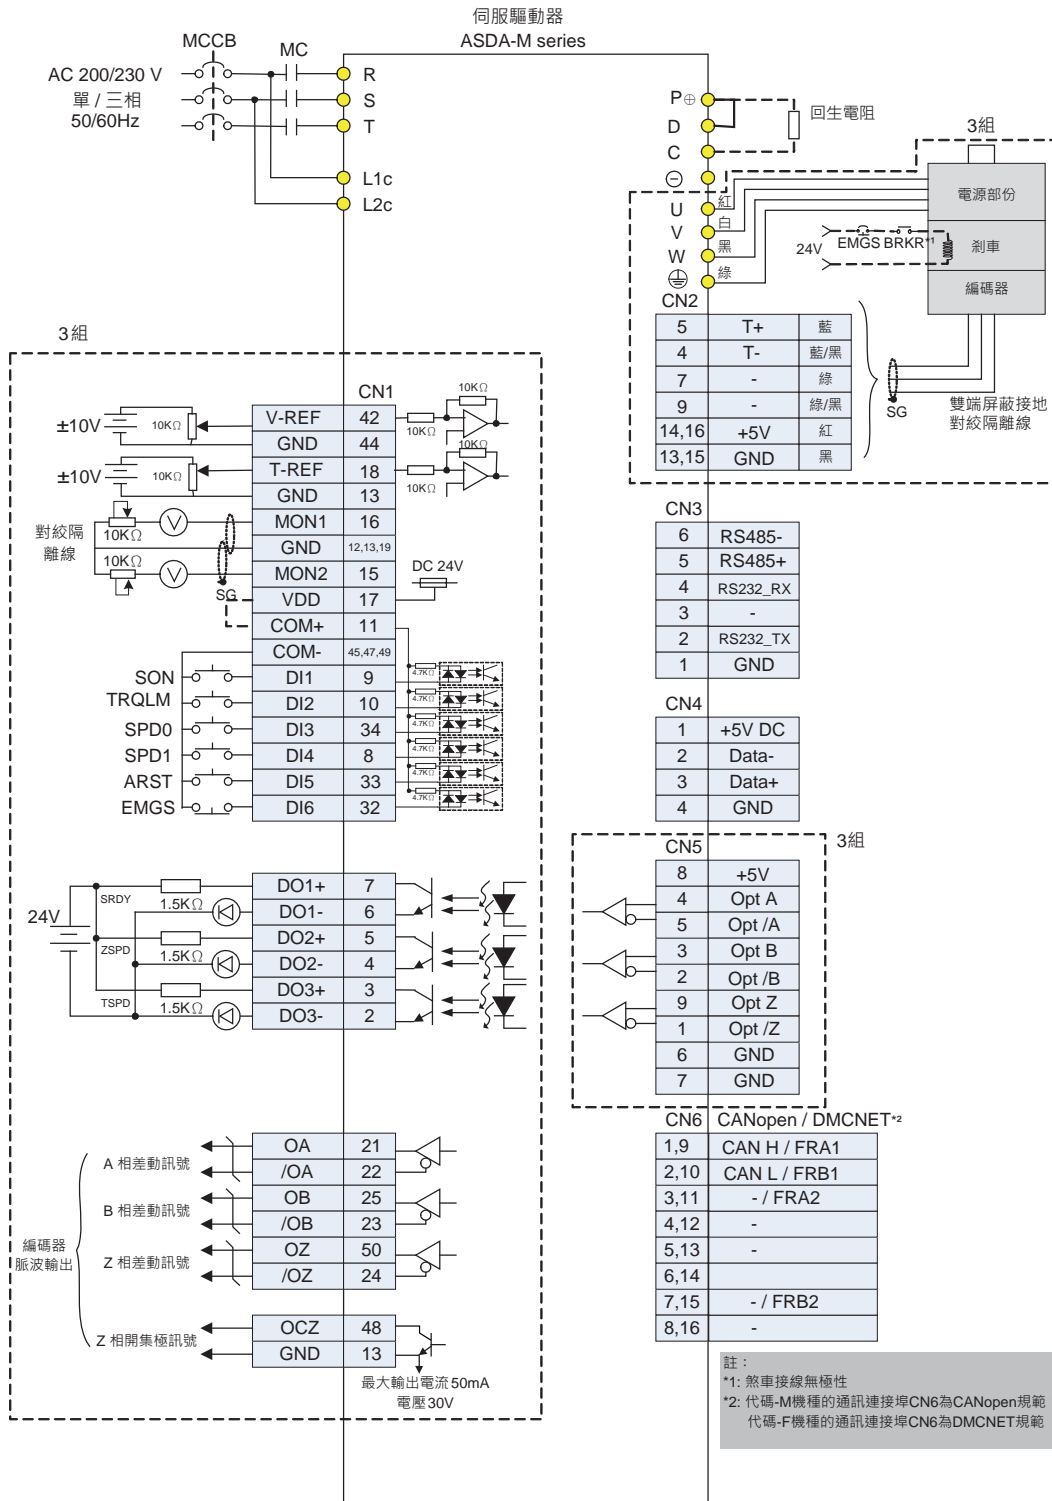 伺服驅動器
ASDA-M series
MCCB
MC
AC 200/230 V
單 / 三相
50/60Hz
R
S
T
L1c
L2c
P⊕
D
C
⊖
回生電阻
3組
U
V
W
紅
白
黑
綠
電源部份
24V
EMGS BRKR*1
剎車
編碼器
CN2
5 T+ 藍
4 T- 藍/黑
7 - 綠
9 - 綠/黑
14,16 +5V 紅
13,15 GND 黑
SG
雙端屏蔽接地
對絞隔離線
3組
CN1
±10V
10KΩ
V-REF 42
GND 44
10KΩ
10KΩ
±10V
10KΩ
T-REF 18
GND 13
10KΩ
10KΩ
對絞隔
離線
10KΩ
V
MON1 16
GND 12,13,19
10KΩ
V
MON2 15
SG
VDD 17
DC 24V
COM+ 11
COM- 45,47,49
SON DI1 9 4.7KΩ
TRQLM DI2 10 4.7KΩ
SPD0 DI3 34 4.7KΩ
SPD1 DI4 8 4.7KΩ
ARST DI5 33 4.7KΩ
EMGS DI6 32 4.7KΩ
24V
SRDY
1.5KΩ
DO1+ 7
DO1- 6
ZSPD
1.5KΩ
DO2+ 5
DO2- 4
TSPD
1.5KΩ
DO3+ 3
DO3- 2
編碼器
脈波輸出
A 相差動訊號
OA 21
/OA 22
B 相差動訊號
OB 25
/OB 23
Z 相差動訊號
OZ 50
/OZ 24
Z 相開集極訊號
OCZ 48
GND 13
最大輸出電流50mA
電壓30V
CN3
6 RS485-
5 RS485+
4 RS232_RX
3 -
2 RS232_TX
1 GND
CN4
1 +5V DC
2 Data-
3 Data+
4 GND
3組
CN5
8 +5V
4 Opt A
5 Opt /A
3 Opt B
2 Opt /B
9 Opt Z
1 Opt /Z
6 GND
7 GND
CN6 CANopen / DMCNET*2
1,9 CAN H / FRA1
2,10 CAN L / FRB1
3,11 - / FRA2
4,12 -
5,13 -
6,14
7,15 - / FRB2
8,16 -
註：
*1: 煞車接線無極性
*2: 代碼-M機種的通訊連接埠CN6為CANopen規範
代碼-F機種的通訊連接埠CN6為DMCNET規範